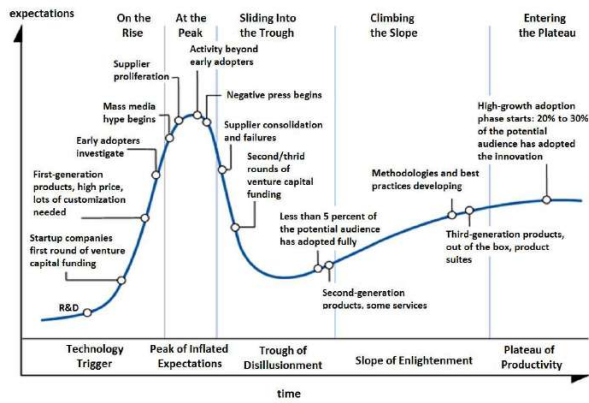 expectations
On the
Rise
At the
Peak
Sliding Into
the Trough
Climbing
the Slope
Entering
the Plateau
Activity beyond
early adopters
Supplier
proliferation
Negative press begins
Mass media
hype begins
High-growth adoption
phase starts: 20% to 30%
of the potential
audience has adopted
the innovation
Supplier consolidation
and failures
Early adopters
investigate
Second/thrid
rounds of
venture capital
funding
Methodologies and best
practices developing
First-generation
products, high price,
lots of customization
needed
Less than 5 percent of
the potential audience
has adopted fully
Third-generation products,
out of the box, product
suites
Startup companies
first round of venture
capital funding
Second-generation
products. some services
R&D
Technology
Trigger
Peak of Inflated
Expectations
Trough of
Disillusionment
Slope of Enlightenment
Plateau of
Productivity
time